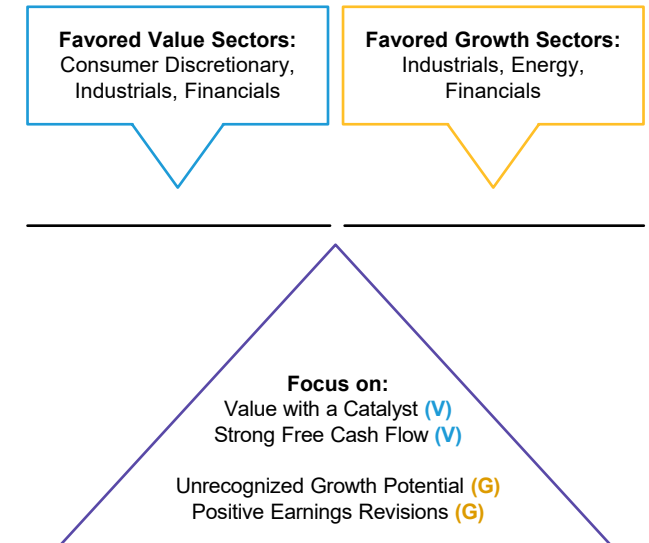 Favored Value Sectors:
Consumer Discretionary,
Industrials, Financials
Favored Growth Sectors:
Industrials, Energy,
Financials
Focus on:
Value with a Catalyst (V)
Strong Free Cash Flow (V)
Unrecognized Growth Potential (G)
Positive Earnings Revisions (G)